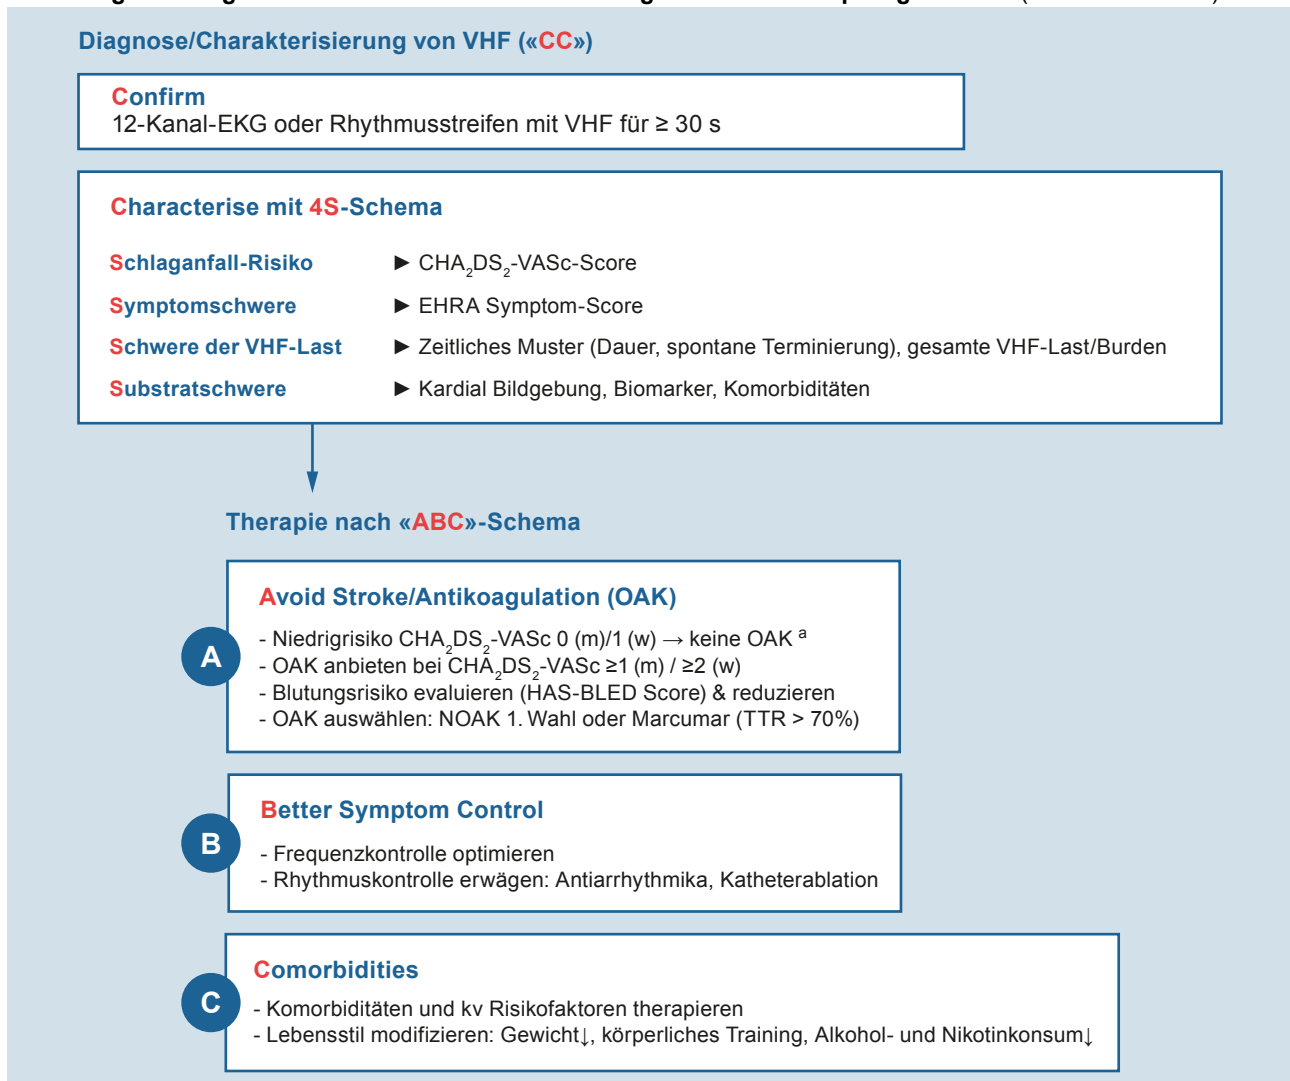 Diagnose/Charakterisierung von VHF («CC»)
Confirm
12-Kanal-EKG oder Rhythmusstreifen mit VHF für ≥ 30 s
Characterise mit 4S-Schema
Schlaganfall-Risiko ► CHA₂DS₂-VASc-Score
Symptomschwere ► EHRA Symptom-Score
Schwere der VHF-Last ► Zeitliches Muster (Dauer, spontane Terminierung), gesamte VHF-Last/Burden
Substratschwere ► Kardial Bildgebung, Biomarker, Komorbiditäten
Therapie nach «ABC»-Schema
A
Avoid Stroke/Antikoagulation (OAK)
- Niedrigrisiko CHA₂DS₂-VASc 0 (m)/1 (w) → keine OAK ᵃ
- OAK anbieten bei CHA₂DS₂-VASc ≥1 (m) / ≥2 (w)
- Blutungsrisiko evaluieren (HAS-BLED Score) & reduzieren
- OAK auswählen: NOAK 1. Wahl oder Marcumar (TTR > 70%)
B
Better Symptom Control
- Frequenzkontrolle optimieren
- Rhythmuskontrolle erwägen: Antiarrhythmika, Katheterablation
C
Comorbidities
- Komorbiditäten und kv Risikofaktoren therapieren
- Lebensstil modifizieren: Gewicht↓, körperliches Training, Alkohol- und Nikotinkonsum↓